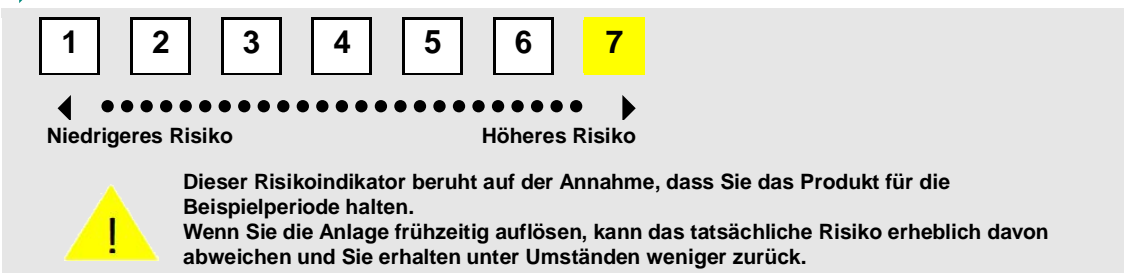 1 2 3 4 5 6 7
Niedrigeres Risiko Höheres Risiko
!
Dieser Risikoindikator beruht auf der Annahme, dass Sie das Produkt für die
Beispielperiode halten.
Wenn Sie die Anlage frühzeitig auflösen, kann das tatsächliche Risiko erheblich davon
abweichen und Sie erhalten unter Umständen weniger zurück.